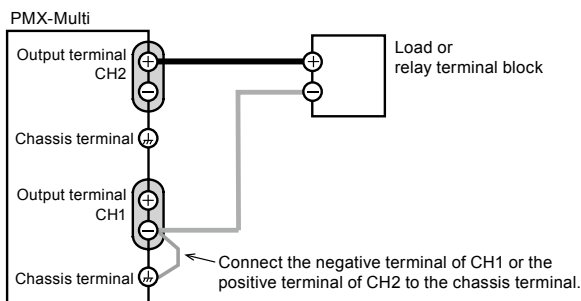 PMX-Multi
Output terminal
CH2
+
−
Chassis terminal
Output terminal
CH1
+
−
Chassis terminal
+
−
Load or
relay terminal block
Connect the negative terminal of CH1 or the
positive terminal of CH2 to the chassis terminal.